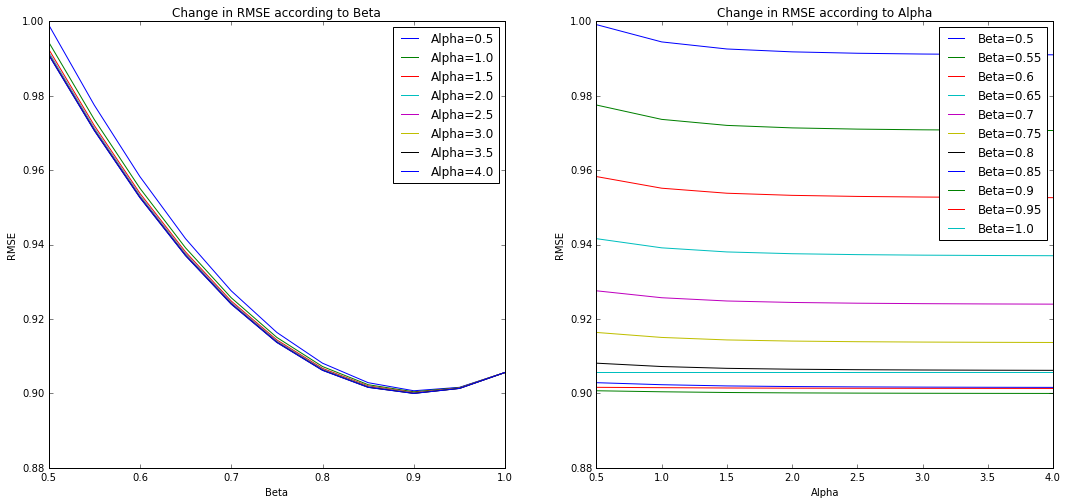 Change in RMSE according to Beta
1.00
0.98
0.96
0.94
0.92
0.90
0.88
RMSE
Alpha=0.5
Alpha=1.0
Alpha=1.5
Alpha=2.0
Alpha=2.5
Alpha=3.0
Alpha=3.5
Alpha=4.0
0.5 0.6 0.7 0.8 0.9 1.0
Beta
Change in RMSE according to Alpha
1.00
0.98
0.96
0.94
0.92
0.90
0.88
RMSE
Beta=0.5
Beta=0.55
Beta=0.6
Beta=0.65
Beta=0.7
Beta=0.75
Beta=0.8
Beta=0.85
Beta=0.9
Beta=0.95
Beta=1.0
0.5 1.0 1.5 2.0 2.5 3.0 3.5 4.0
Alpha